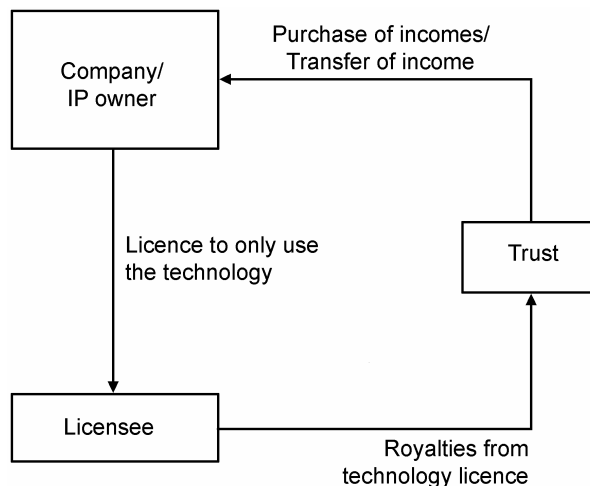 Purchase of incomes/
Transfer of income
Company/
IP owner
Licence to only use
the technology
Trust
Licensee
Royalties from
technology licence